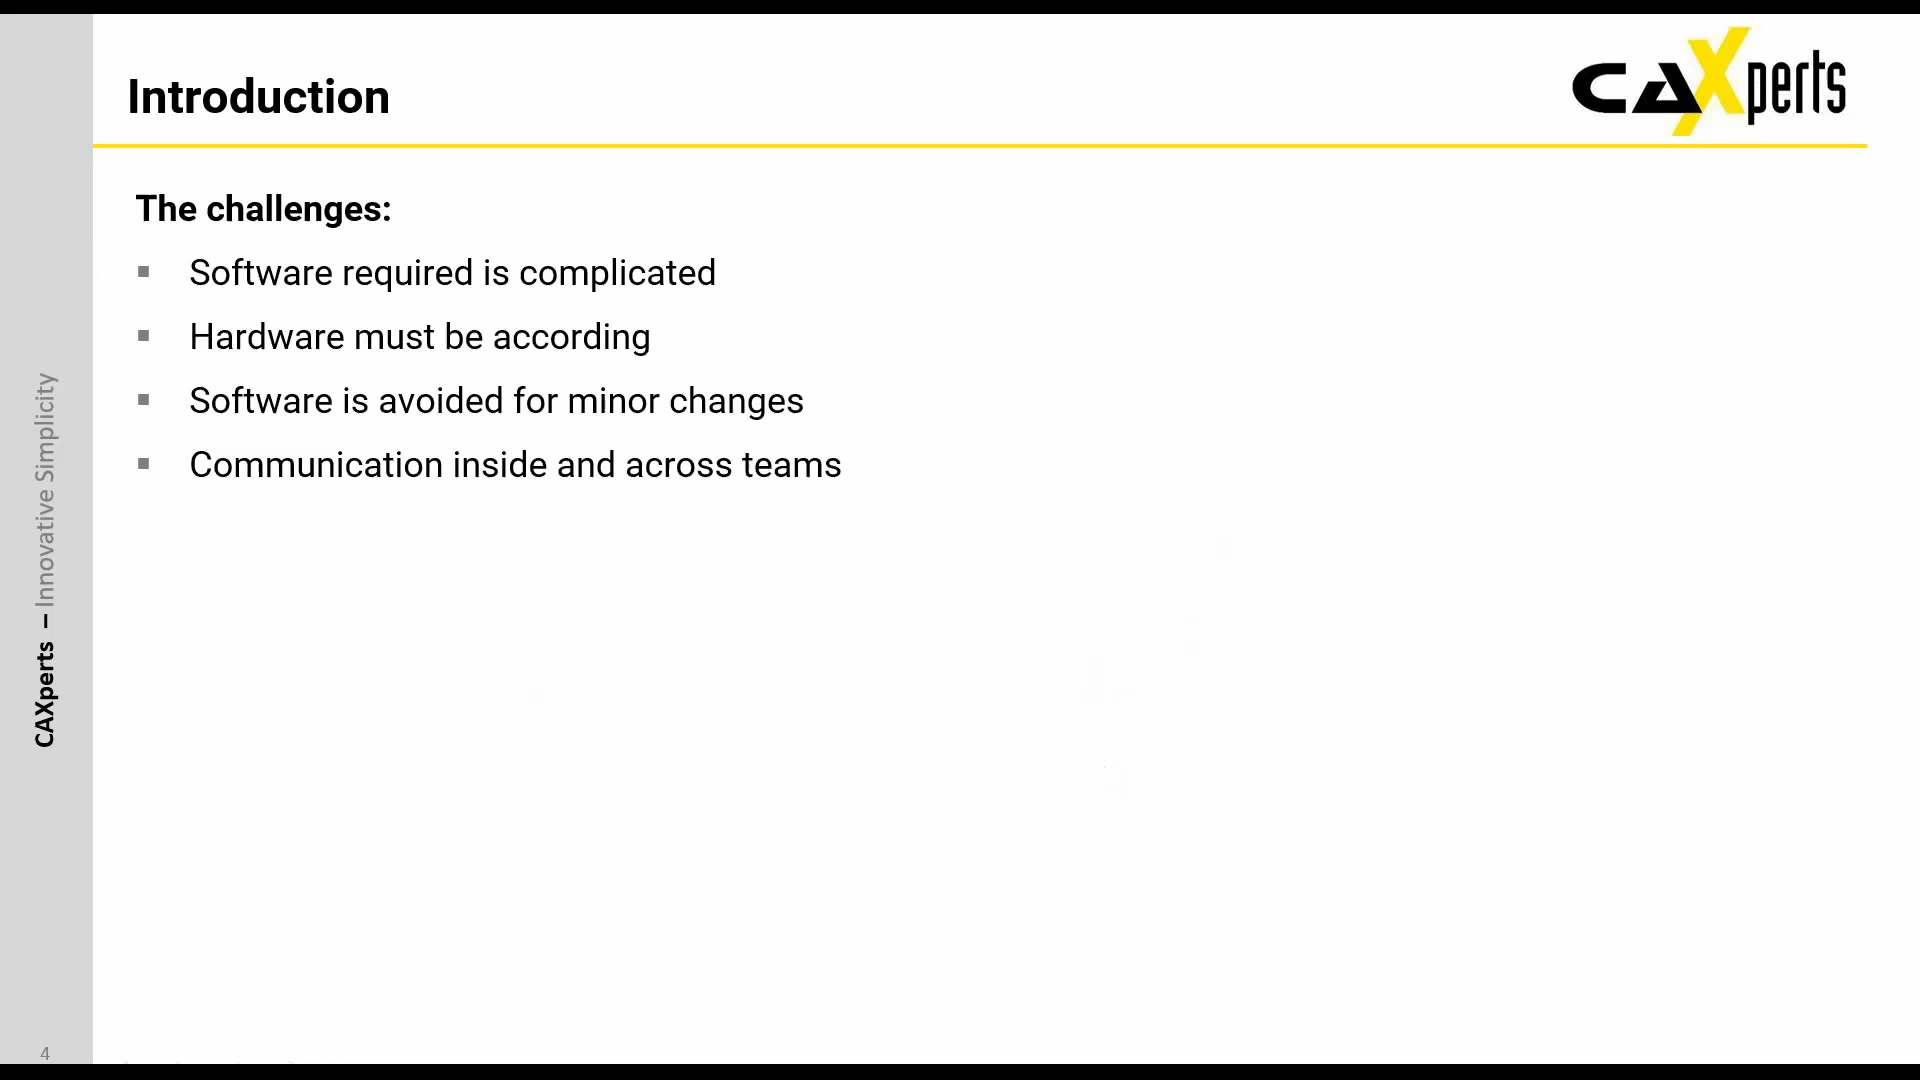 Introduction
CAXperts
The challenges:
▪ Software required is complicated
▪ Hardware must be according
▪ Software is avoided for minor changes
▪ Communication inside and across teams
CAXperts – Innovative Simplicity
4